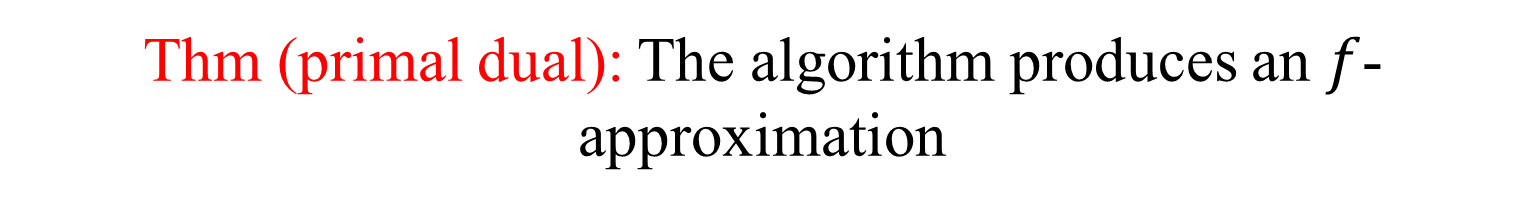 Thm (primal dual): The algorithm produces an 𝑓-
approximation